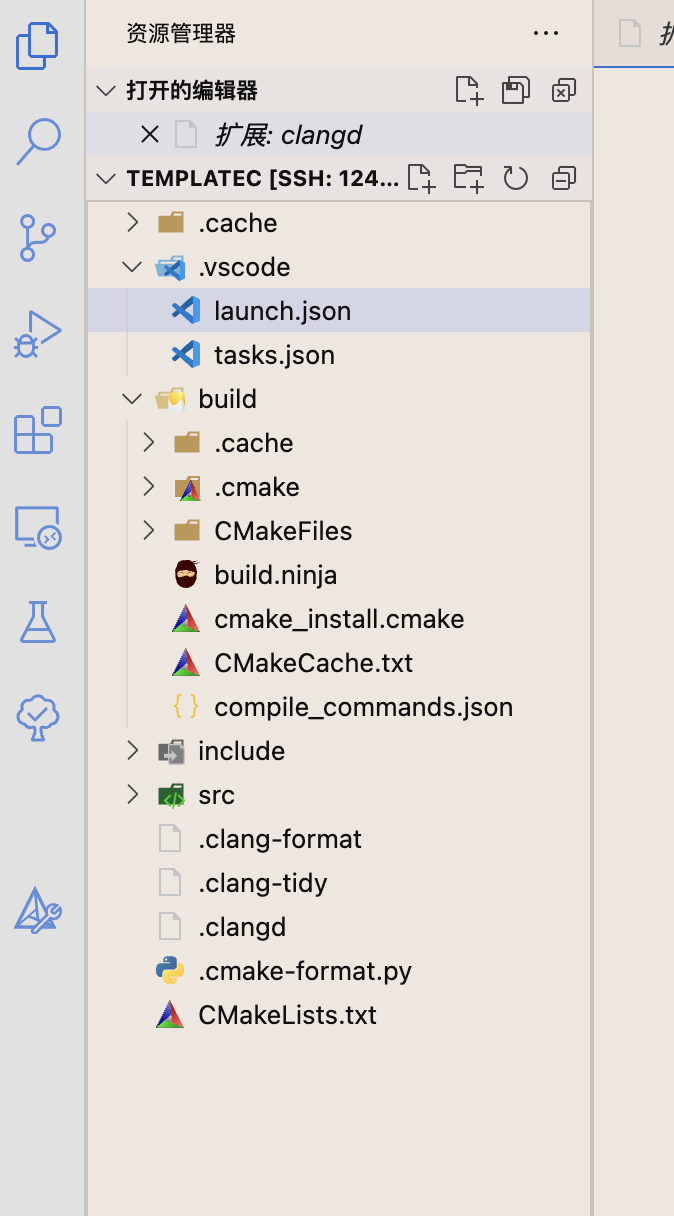 资源管理器
打开的编辑器
扩展: clangd
TEMPLATEC [SSH: 124...
.cache
.vscode
launch.json
tasks.json
build
.cache
.cmake
CMakeFiles
build.ninja
cmake_install.cmake
CMakeCache.txt
compile_commands.json
include
src
.clang-format
.clang-tidy
.clangd
.cmake-format.py
CMakeLists.txt